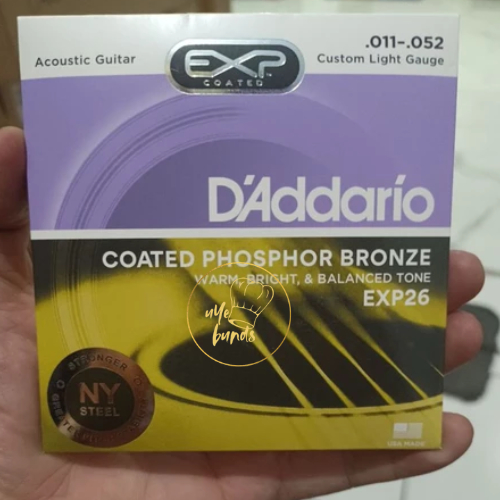 Acoustic Guitar
EXP
COATED
.011–.052
Custom Light Gauge
D'Addario
COATED PHOSPHOR BRONZE
WARM, BRIGHT, & BALANCED TONE
EXP26
STRONGER
NY
STEEL
USA MADE